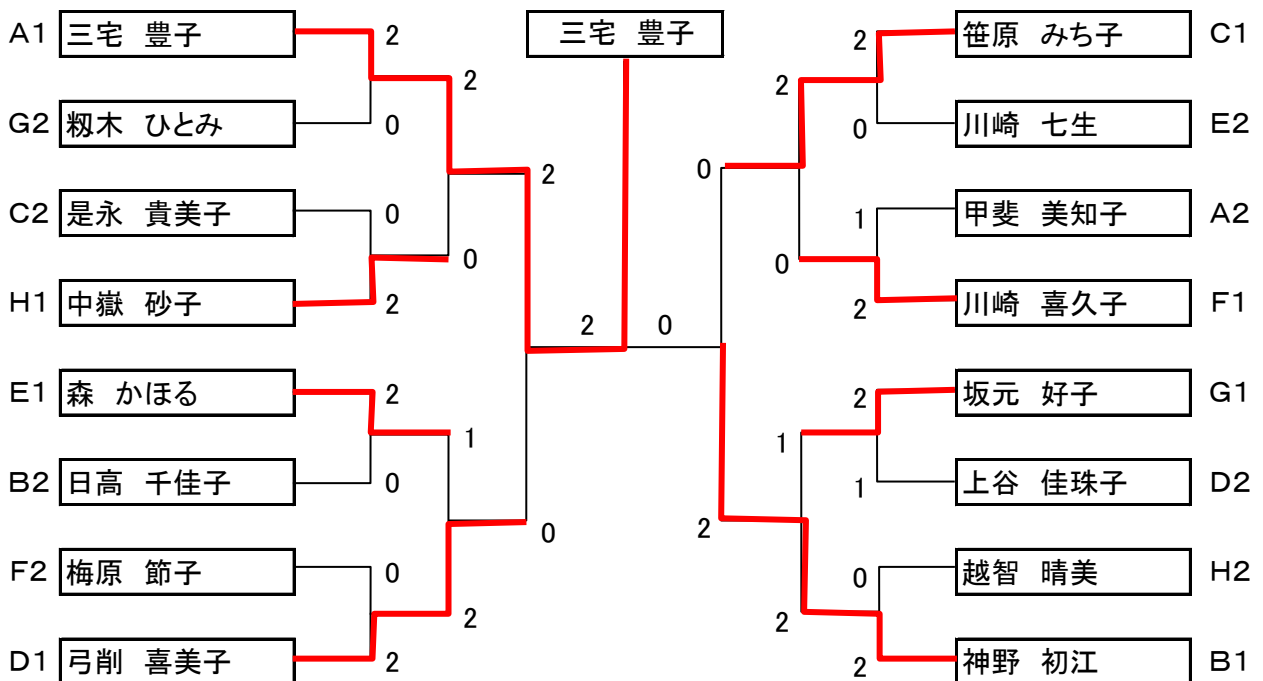 A1 三宅 豊子 2 三宅 豊子 2 笹原 みち子 C1
2 2
G2 籾木 ひとみ 0 0 川崎 七生 E2
2 0
C2 是永 貴美子 0 1 甲斐 美知子 A2
0 0
H1 中嶽 砂子 2 2 川崎 喜久子 F1
2 0
E1 森 かほる 2 2 坂元 好子 G1
1 1
B2 日高 千佳子 0 1 上谷 佳珠子 D2
0 2
F2 梅原 節子 0 0 越智 晴美 H2
2 2
D1 弓削 喜美子 2 2 神野 初江 B1